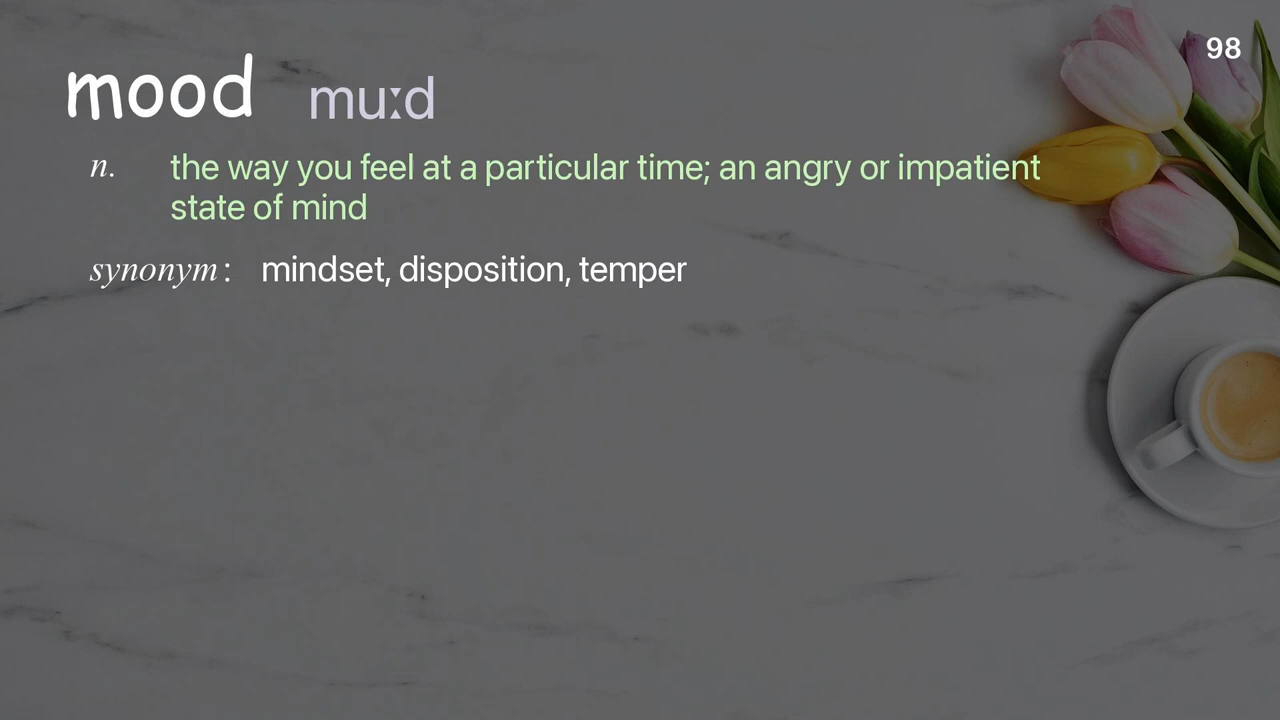 98
mood muːd
n. the way you feel at a particular time; an angry or impatient
state of mind
synonym: mindset, disposition, temper